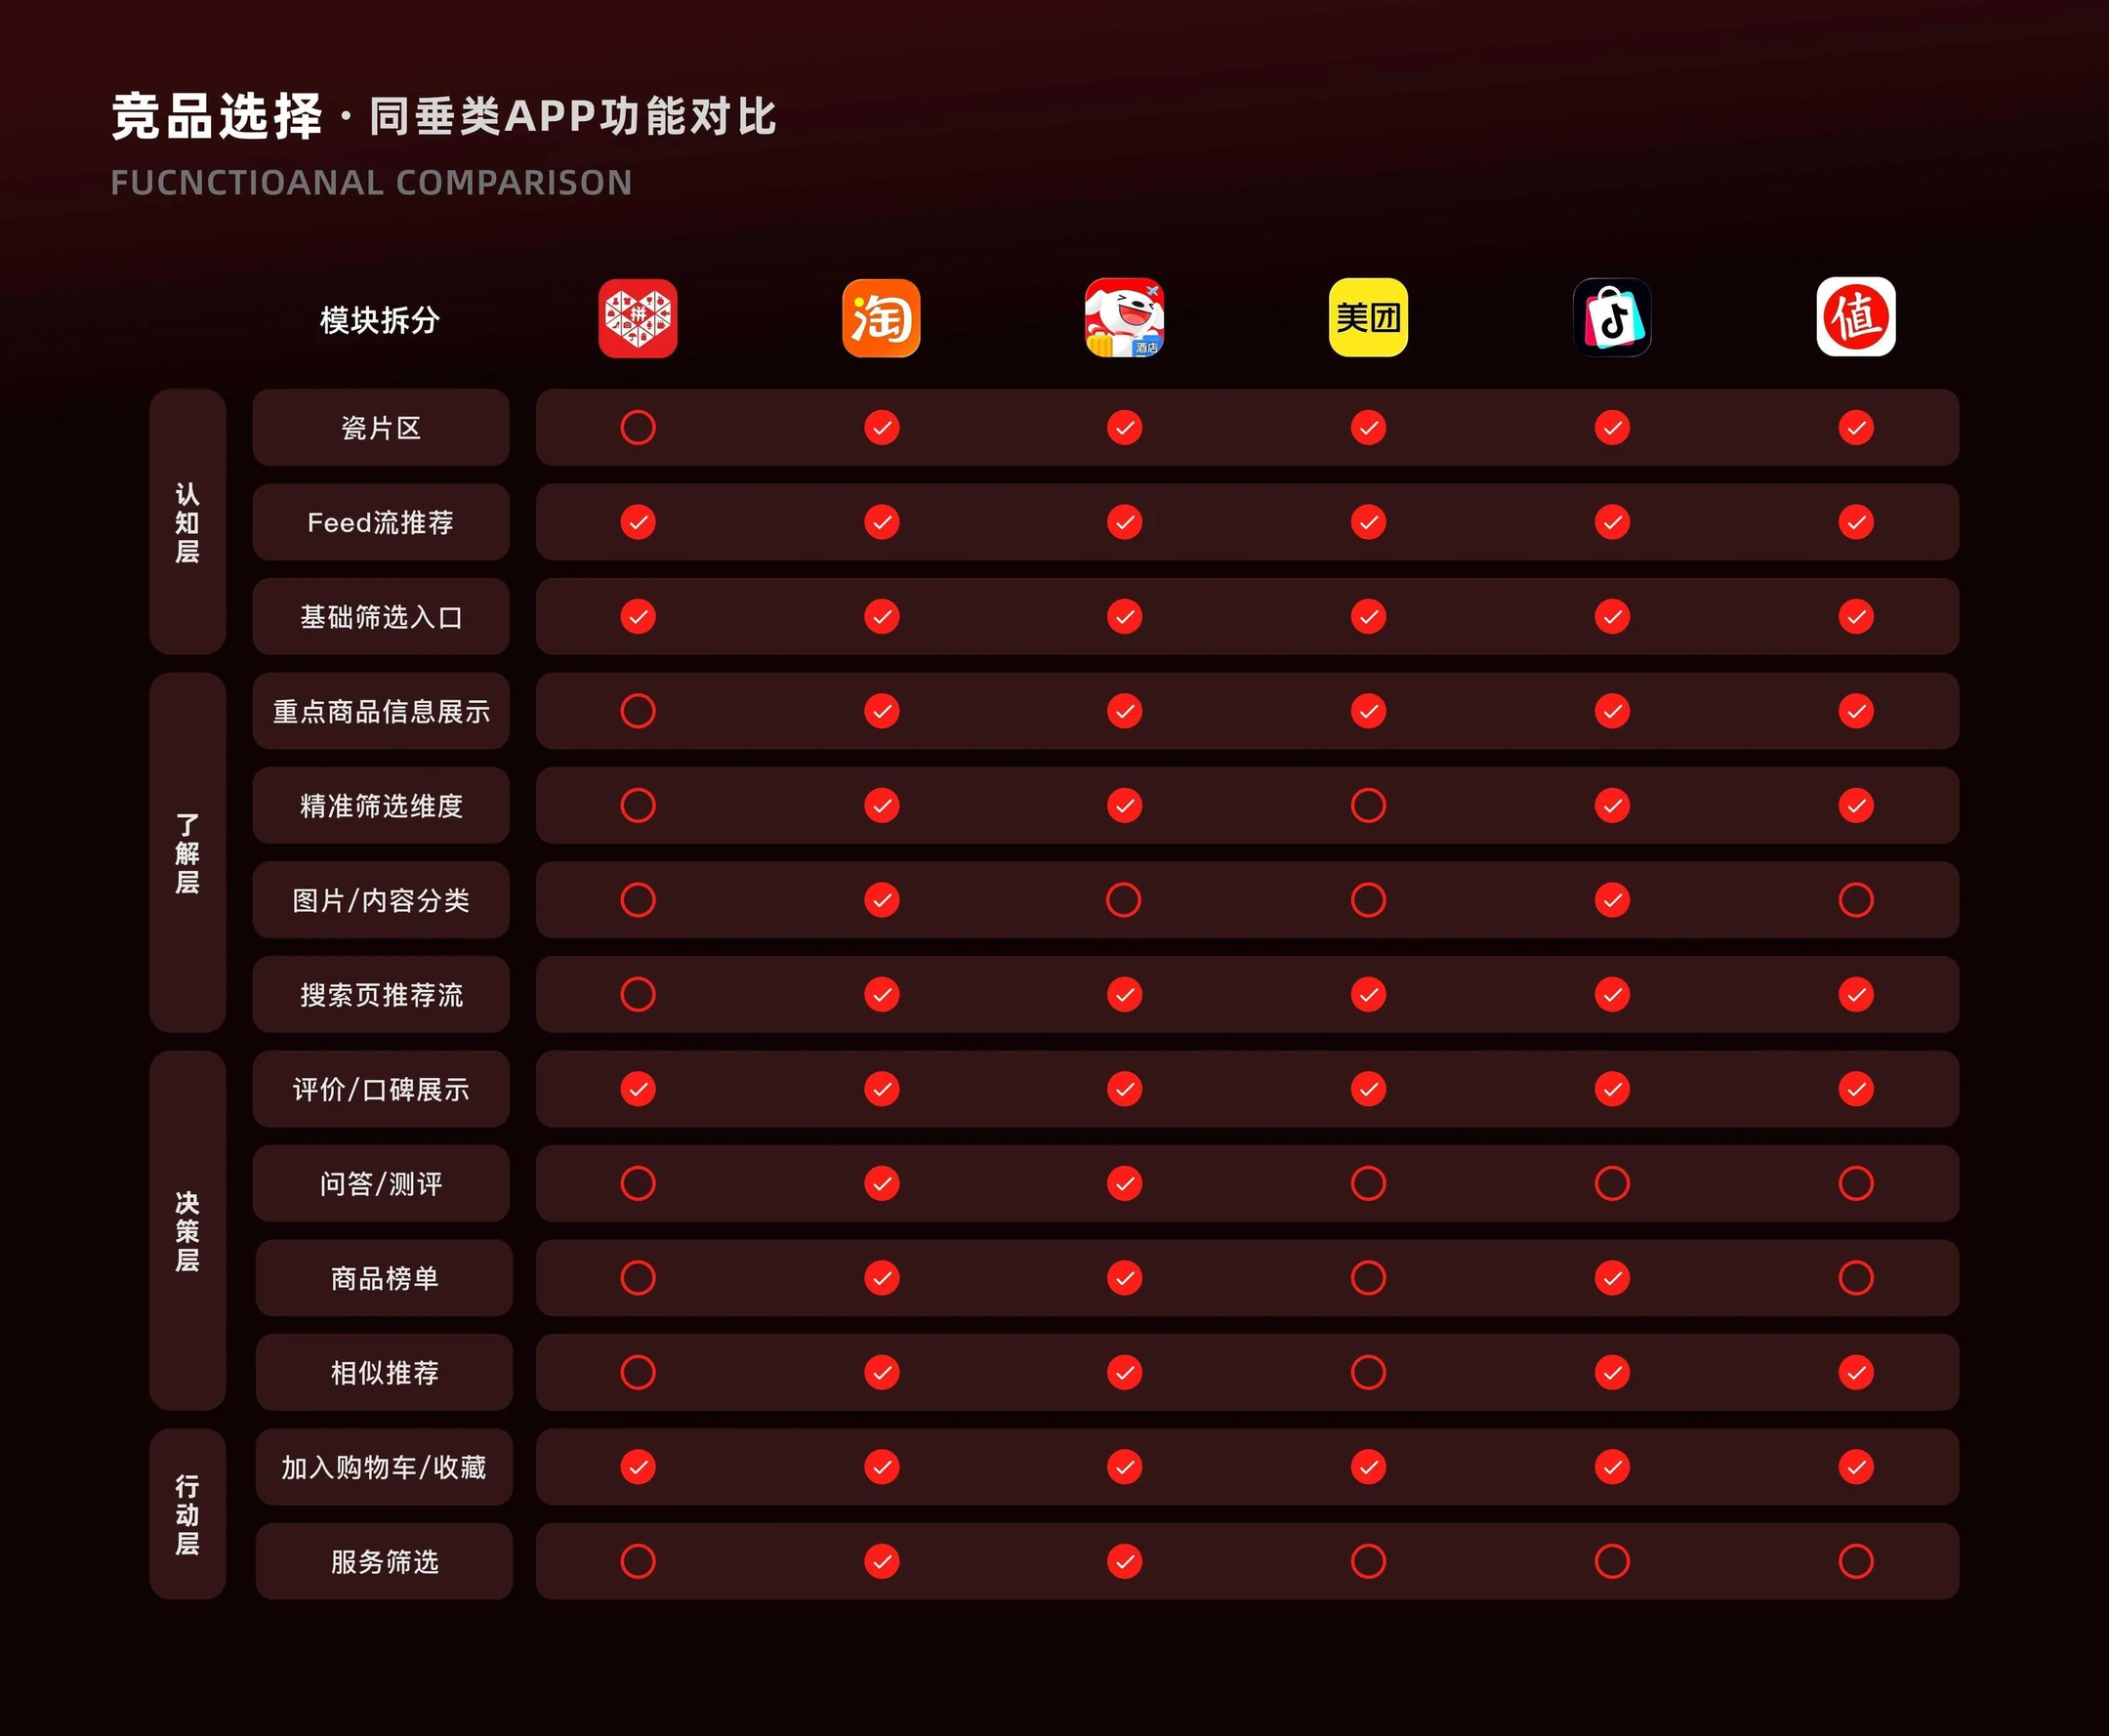 竞品选择 · 同垂类APP功能对比
FUCNCTIOANAL COMPARISON
模块拆分
拼
淘
酒店
美团
值
认知层
瓷片区
Feed流推荐
基础筛选入口
了解层
重点商品信息展示
精准筛选维度
图片/内容分类
搜索页推荐流
决策层
评价/口碑展示
问答/测评
商品榜单
相似推荐
行动层
加入购物车/收藏
服务筛选